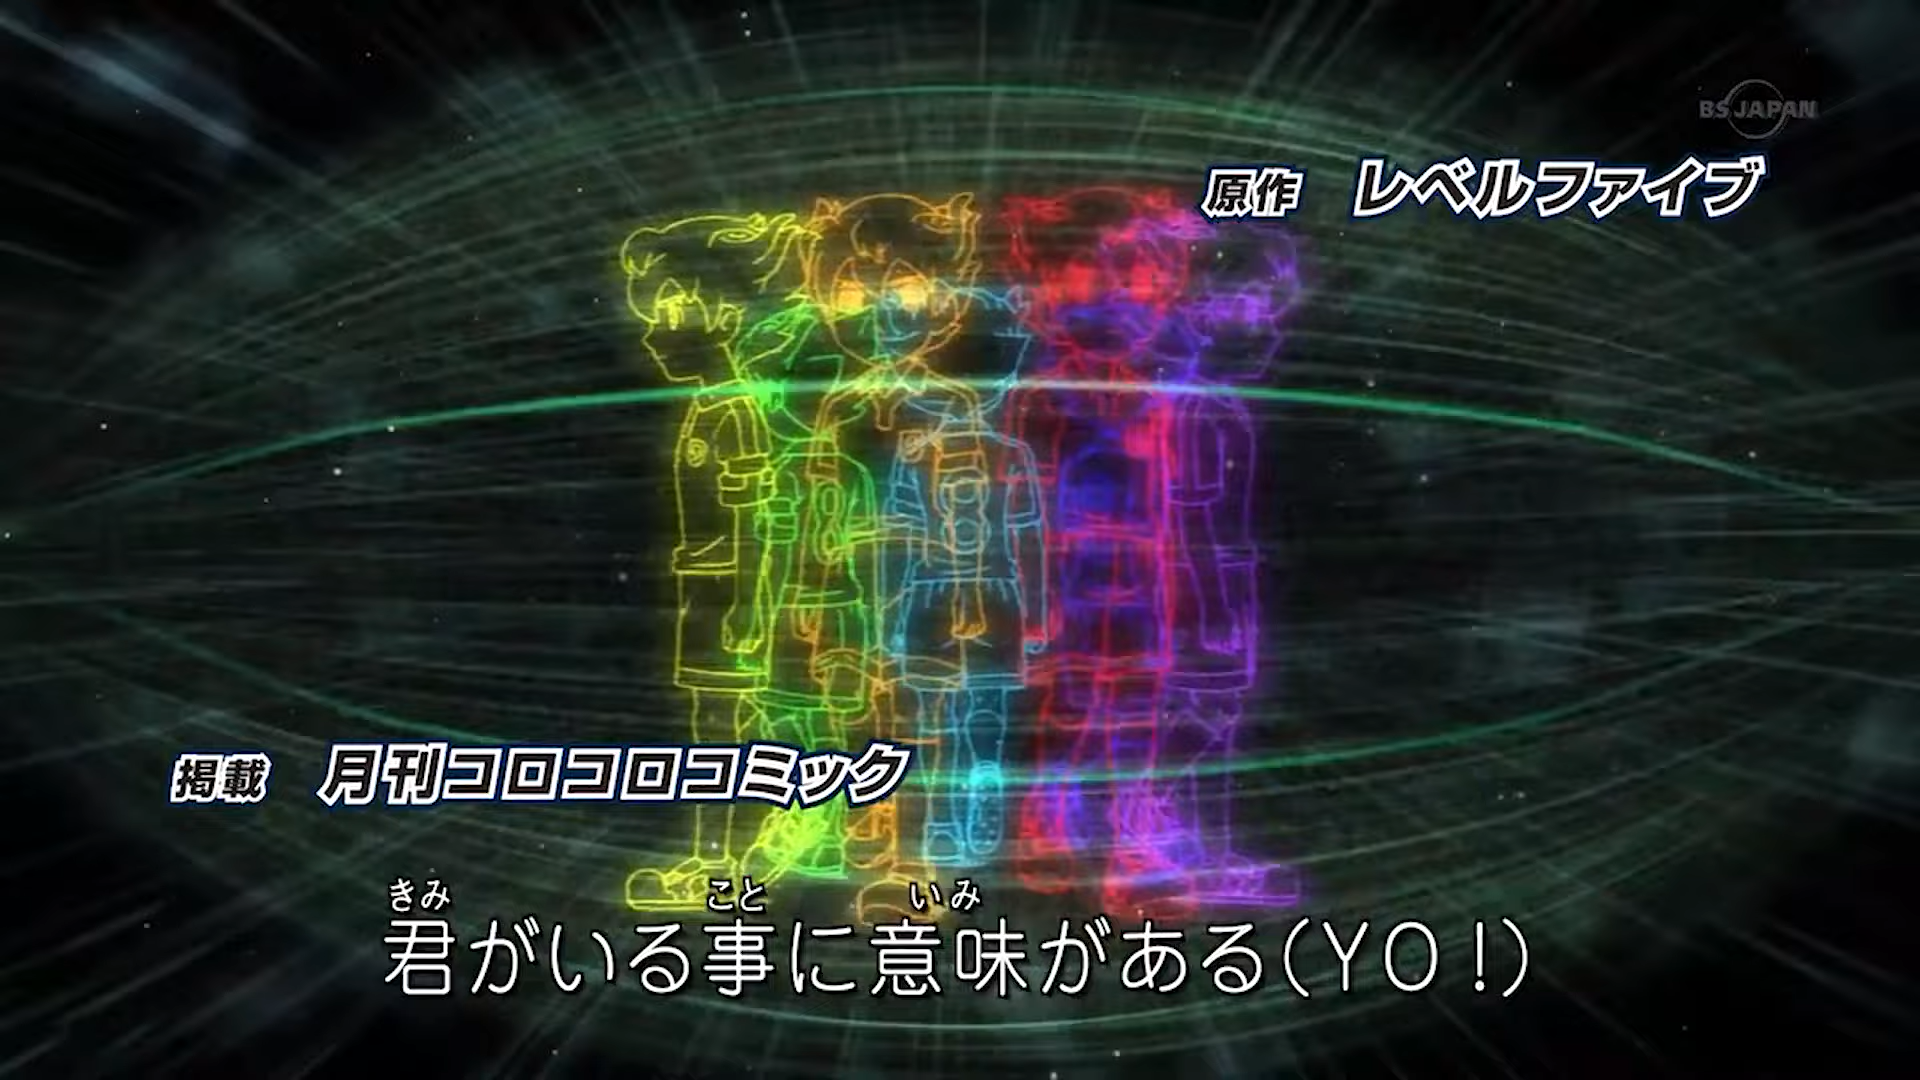 BS JAPAN
原作 レベルファイブ
掲載 月刊コロコロコミック
きみ こと いみ
君がいる事に意味がある(YO!)